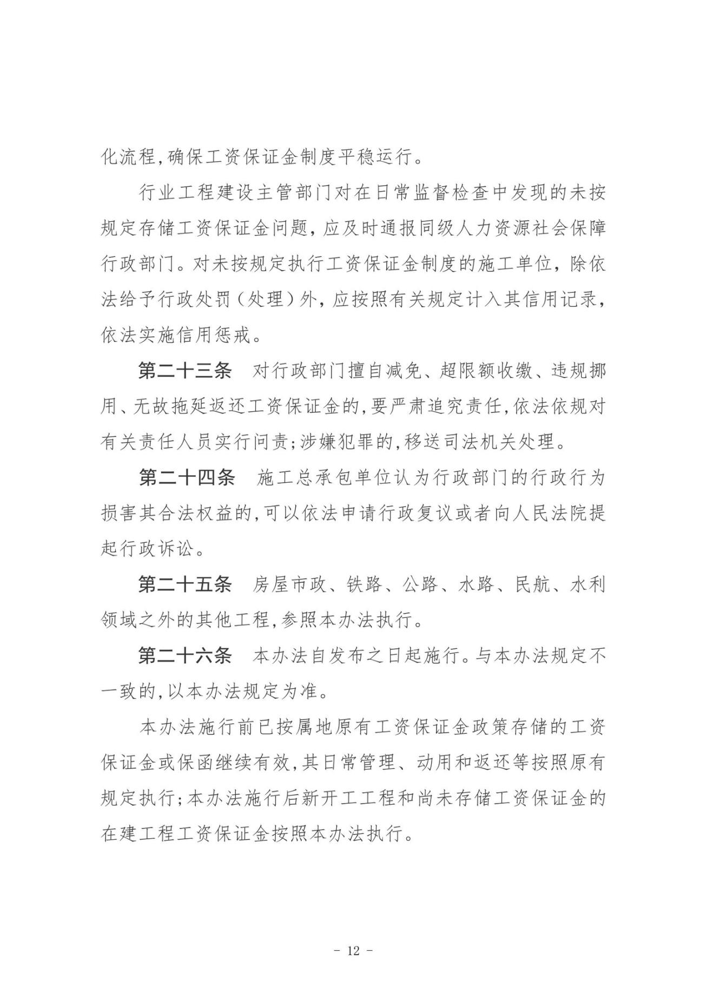 化流程,确保工资保证金制度平稳运行。
行业工程建设主管部门对在日常监督检查中发现的未按
规定存储工资保证金问题，应及时通报同级人力资源社会保障
行政部门。对未按规定执行工资保证金制度的施工单位，除依
法给予行政处罚（处理）外，应按照有关规定计入其信用记录，
依法实施信用惩戒。
第二十三条　对行政部门擅自减免、超限额收缴、违规挪
用、无故拖延返还工资保证金的,要严肃追究责任,依法依规对
有关责任人员实行问责;涉嫌犯罪的,移送司法机关处理。
第二十四条　施工总承包单位认为行政部门的行政行为
损害其合法权益的,可以依法申请行政复议或者向人民法院提
起行政诉讼。
第二十五条　房屋市政、铁路、公路、水路、民航、水利
领域之外的其他工程,参照本办法执行。
第二十六条　本办法自发布之日起施行。与本办法规定不
一致的,以本办法规定为准。
本办法施行前已按属地原有工资保证金政策存储的工资
保证金或保函继续有效,其日常管理、动用和返还等按照原有
规定执行;本办法施行后新开工工程和尚未存储工资保证金的
在建工程工资保证金按照本办法执行。
- 12 -